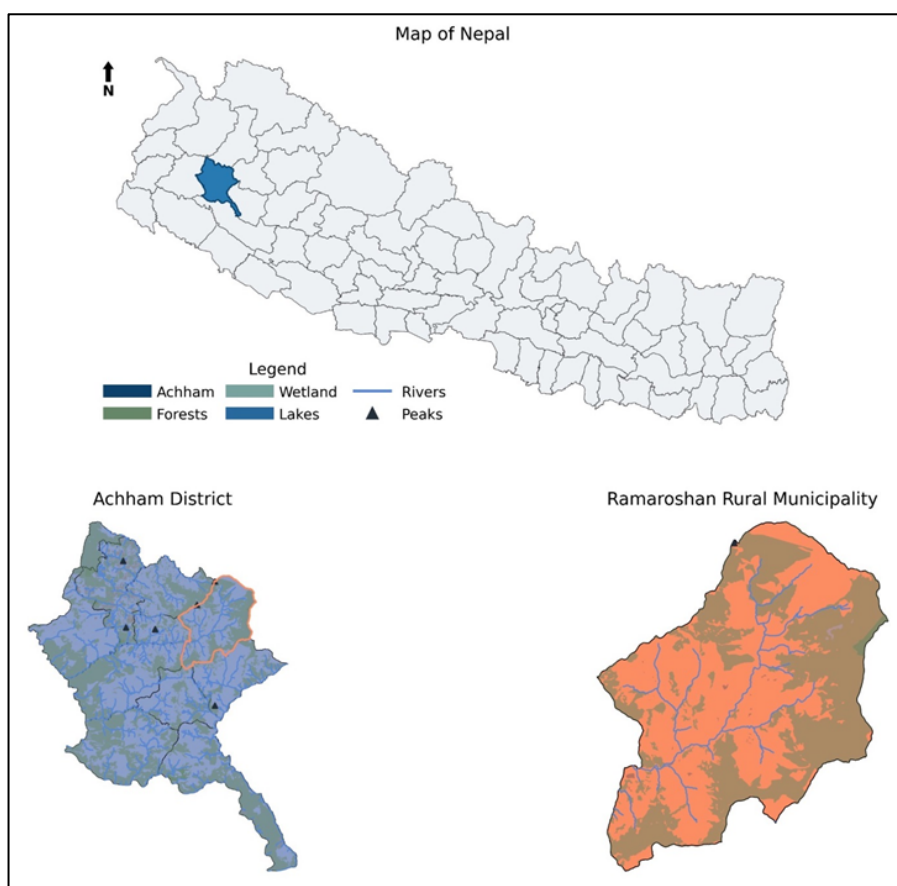 Map of Nepal
N
Legend
Achham Wetland Rivers
Forests Lakes Peaks
Achham District
Ramaroshan Rural Municipality